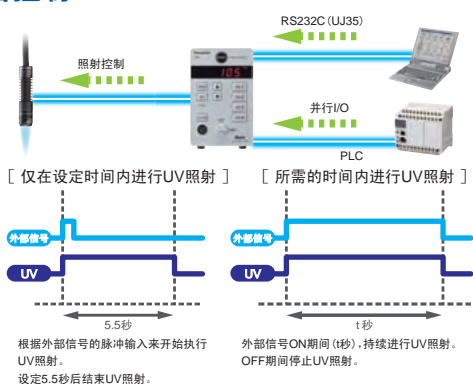 RS232C（UJ35）
照射控制
105
并行I/O
PLC
［ 仅在设定时间内进行UV照射 ］
［ 所需的时间内进行UV照射 ］
外部信号
UV
5.5秒
根据外部信号的脉冲输入来开始执行
UV照射。
设定5.5秒后结束UV照射。
外部信号
UV
t 秒
外部信号ON期间（t秒），持续进行UV照射。
OFF期间停止UV照射。